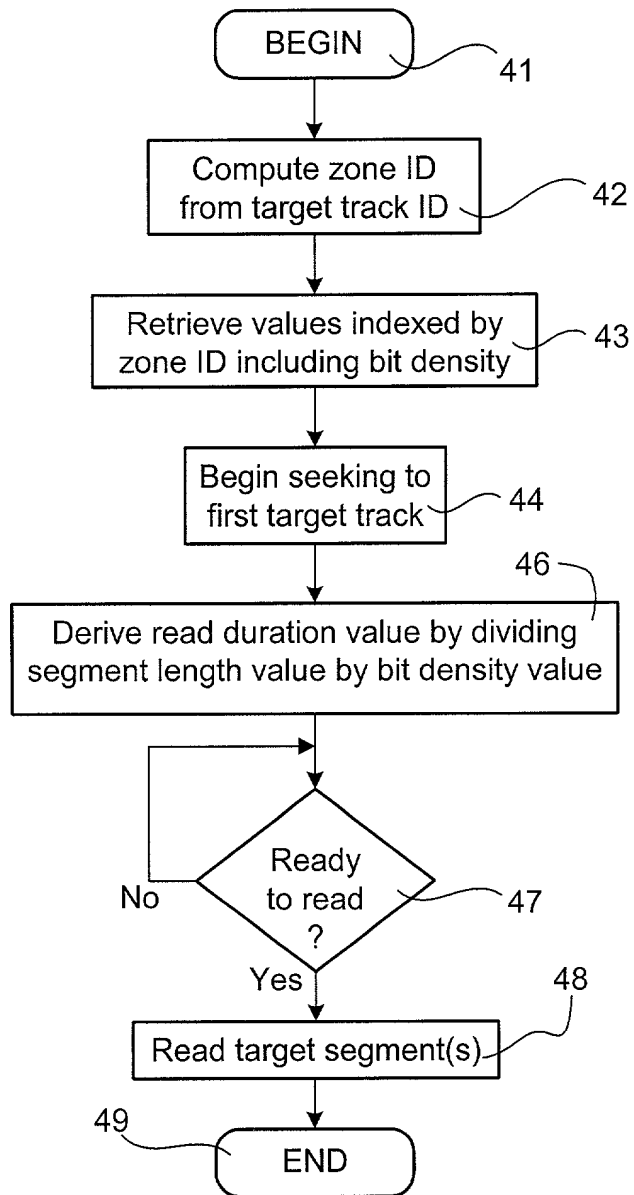 BEGIN
41
Compute zone ID
from target track ID
42
Retrieve values indexed by
zone ID including bit density
43
Begin seeking to
first target track
44
46
Derive read duration value by dividing
segment length value by bit density value
Ready
to read
?
47
No
Yes
48
Read target segment(s)
49
END